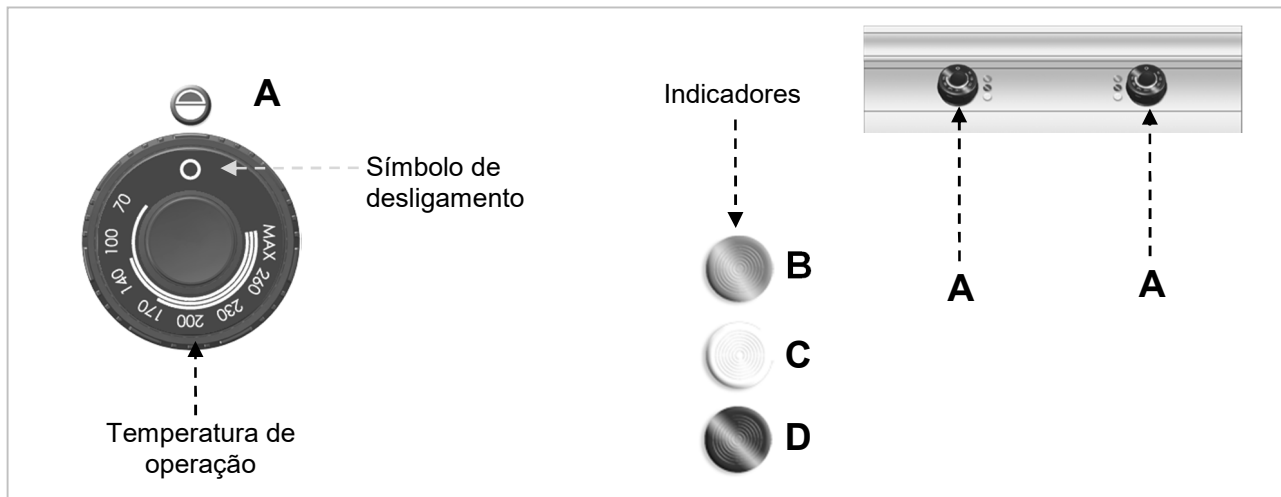 A
Símbolo de
desligamento
70
100
140
170
200
230
260
MAX
Temperatura de
operação
Indicadores
B
C
D
A
A